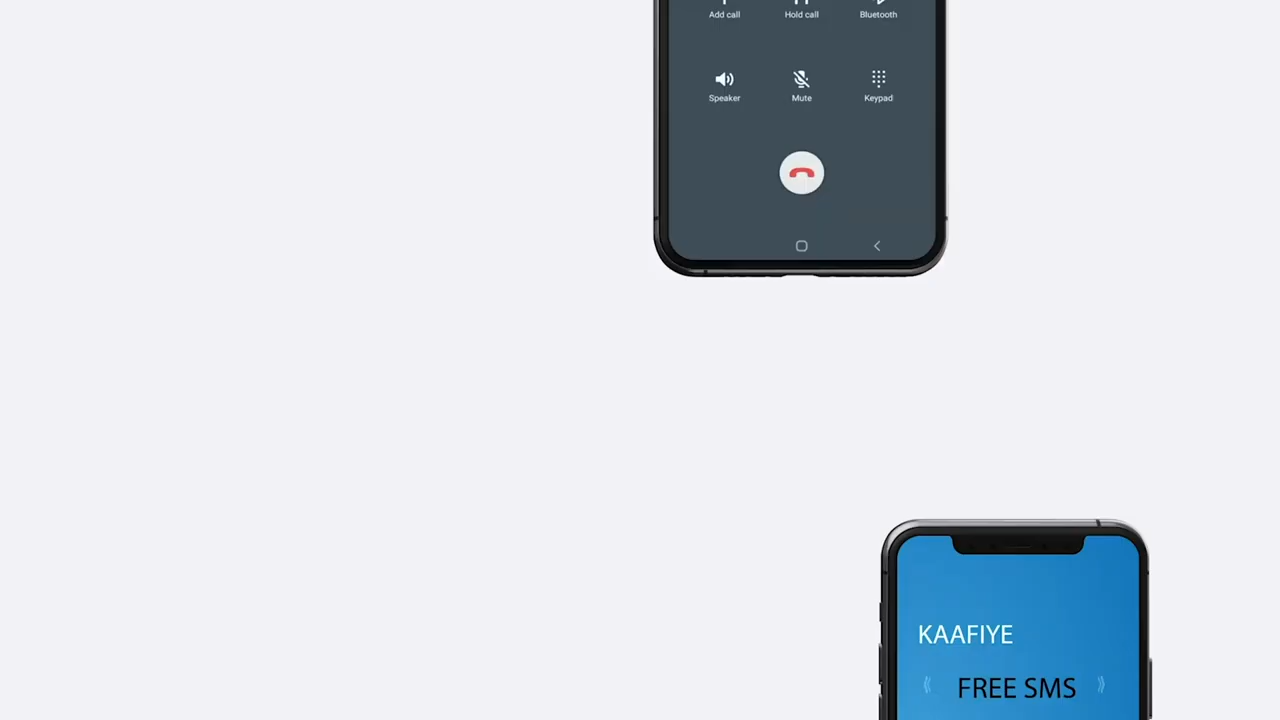 Add call Hold call Bluetooth
Speaker Mute Keypad
KAAFIYE
FREE SMS